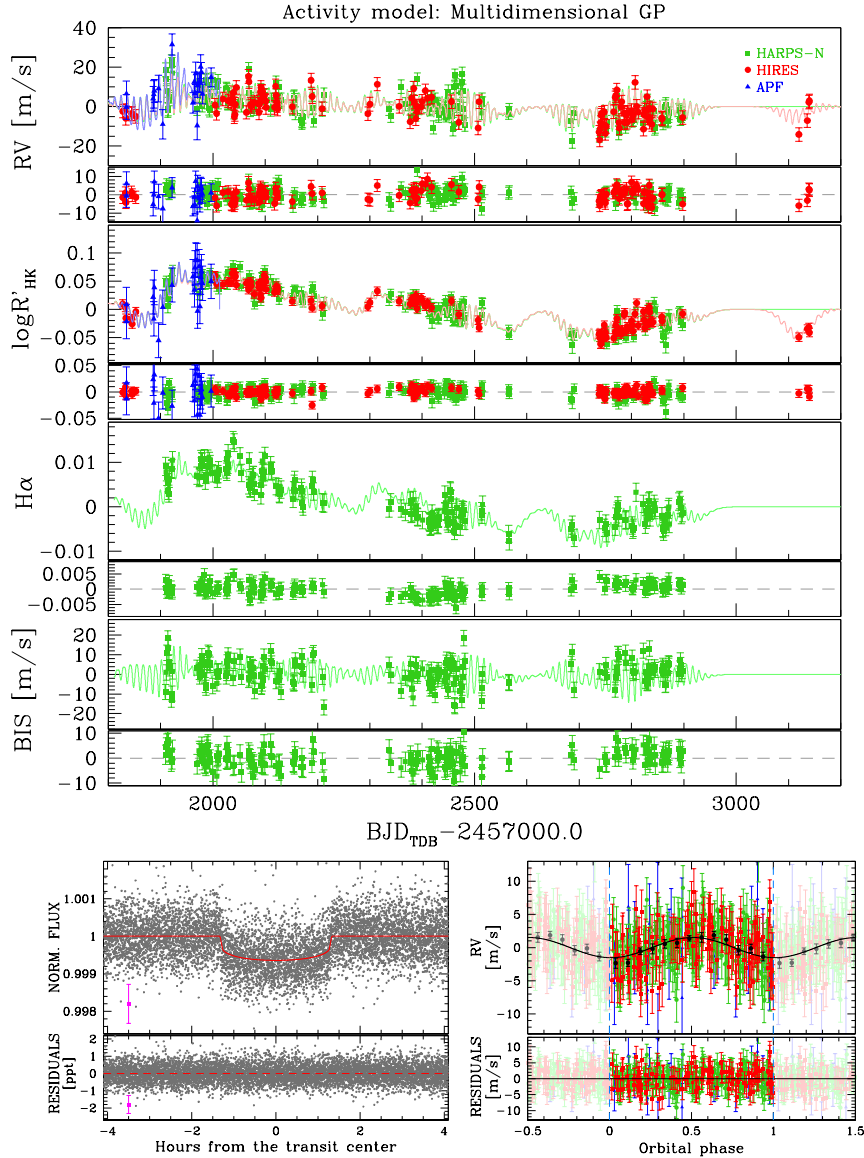 Activity model: Multidimensional GP
HARPS-N
HIRES
APF
40
20
0
−20
RV [m/s]
10
0
−10
0.1
0.05
0
−0.05
logR'HK
0.05
0
−0.05
0.01
0
−0.01
Hα
0.005
0
−0.005
20
10
0
−10
−20
BIS [m/s]
10
0
−10
2000 2500 3000
BJDTDB−2457000.0
1.001
1
0.999
0.998
NORM. FLUX
2
1
0
−1
−2
RESIDUALS
[ppt]
−4 −2 0 2 4
Hours from the transit center
10
5
0
−5
−10
RV
[m/s]
10
5
0
−5
−10
RESIDUALS
[m/s]
−0.5 0 0.5 1 1.5
Orbital phase